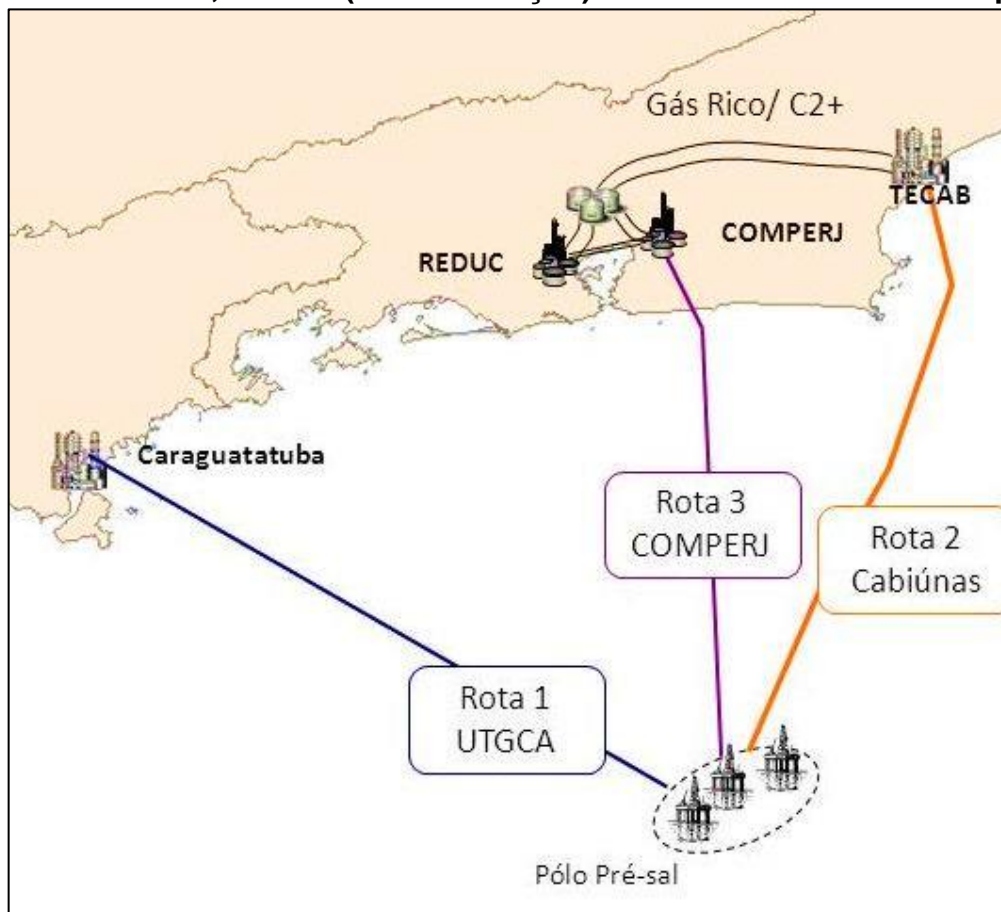 Gás Rico/ C2+
TECAB
COMPERJ
REDUC
Caraguatatuba
Rota 3
COMPERJ
Rota 2
Cabiúnas
Rota 1
UTGCA
Pólo Pré-sal